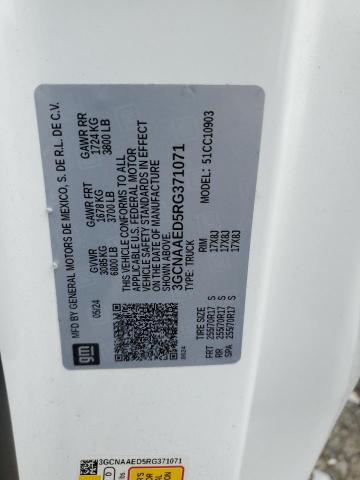 MFD BY GENERAL MOTORS DE MEXICO, S. DE R.L. DE C.V.
05/24
GVWR
3085 KG
6800 LB
GAWR FRT
1678 KG
3700 LB
GAWR RR
1724 KG
3800 LB
THIS VEHICLE CONFORMS TO ALL
APPLICABLE U.S. FEDERAL MOTOR
VEHICLE SAFETY STANDARDS IN EFFECT
ON THE DATE OF MANUFACTURE
SHOWN ABOVE.
3GCNAAED5RG371071
TYPE: TRUCK
MODEL: 51CC10903
gm
TIRE SIZE
RIM
FRT 255/70R17 S 17X8J
RR 255/70R17 S 17X8J
SPA 255/70R17 S 17X8J
3GCNAAED5RG371071